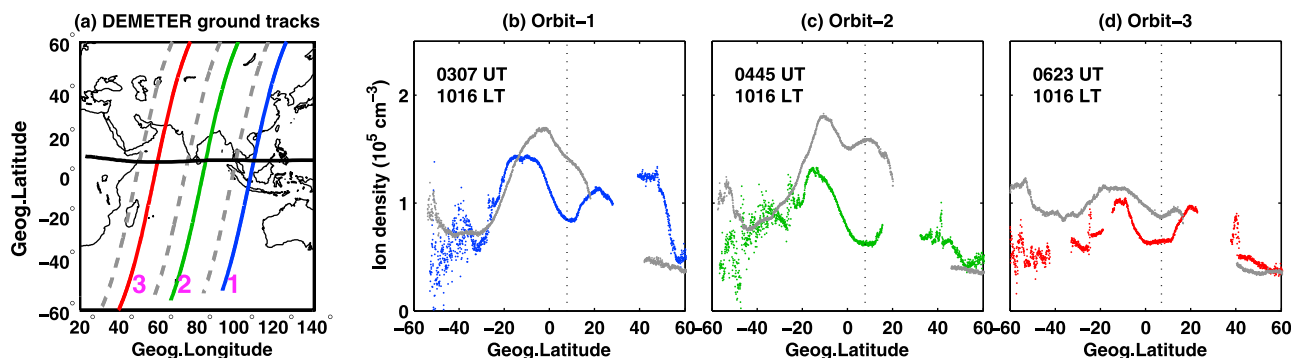 (a) DEMETER ground tracks
(b) Orbit−1
(c) Orbit−2
(d) Orbit−3
Geog.Latitude
60°
40°
20°
0°
−20°
−40°
−60°
3
2
1
20° 40° 60° 80° 100° 120° 140°
Geog.Longitude
Ion density (10⁵ cm⁻³)
2
1
0
0307 UT
1016 LT
−60 −40 −20 0 20 40 60
Geog.Latitude
0445 UT
1016 LT
−60 −40 −20 0 20 40 60
Geog.Latitude
0623 UT
1016 LT
−60 −40 −20 0 20 40 60
Geog.Latitude